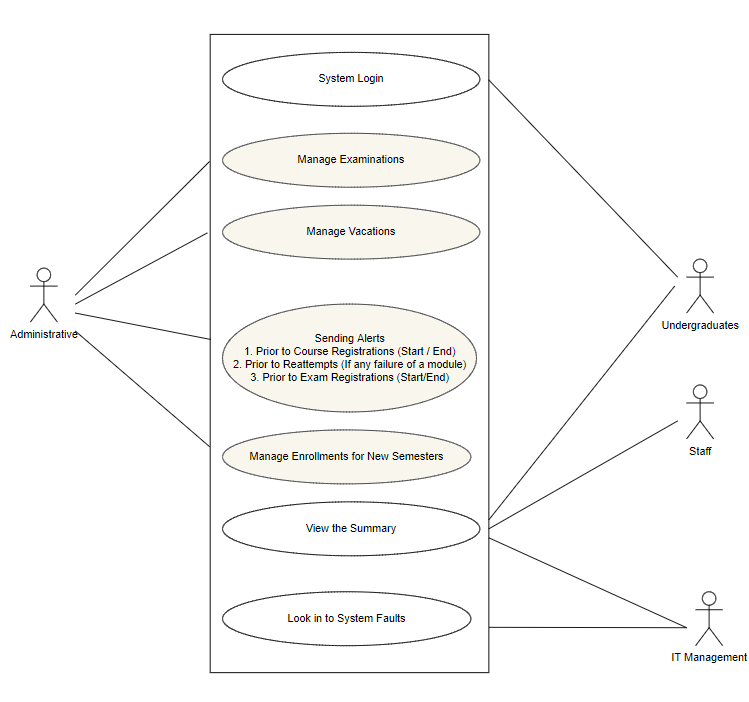 System Login
Manage Examinations
Manage Vacations
Administrative
Sending Alerts
1. Prior to Course Registrations (Start / End)
2. Prior to Reattempts (If any failure of a module)
3. Prior to Exam Registrations (Start/End)
Undergraduates
Staff
Manage Enrollments for New Semesters
View the Summary
Look in to System Faults
IT Management